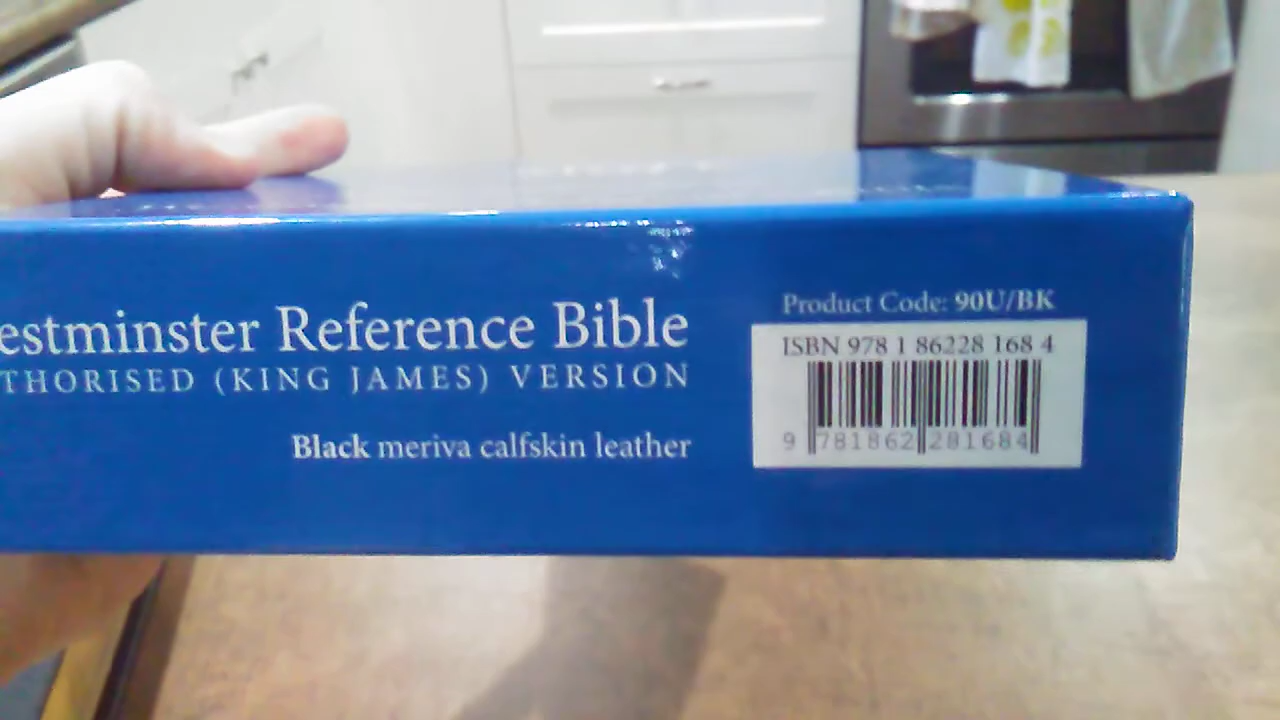 estminster Reference Bible
THORISED (KING JAMES) VERSION
Black meriva calfskin leather
Product Code: 90U/BK
ISBN 978 1 86228 168 4
9 781862 281684